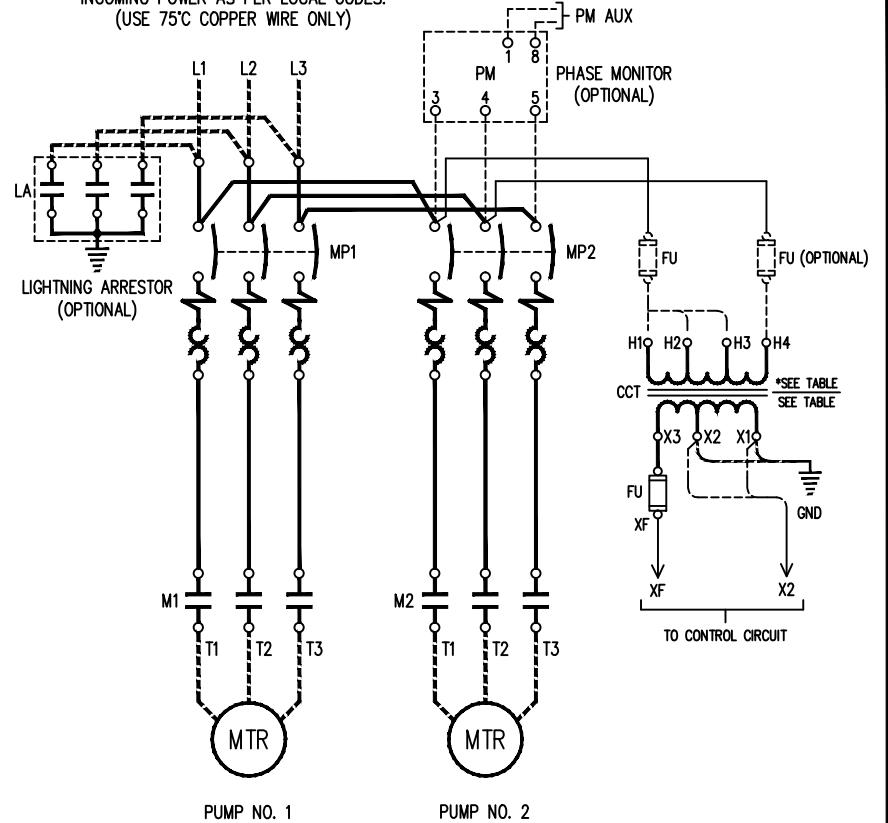 INCOMING POWER AS PER LOCAL CODES.
(USE 75°C COPPER WIRE ONLY)
PM AUX
1 8
PM
PHASE MONITOR
(OPTIONAL)
3 4 5
L1 L2 L3
LA
LIGHTNING ARRESTOR
(OPTIONAL)
MP1
MP2
FU
FU (OPTIONAL)
H1 H2 H3 H4
CCT
*SEE TABLE
SEE TABLE
X3 X2 X1
FU
XF
GND
XF
X2
TO CONTROL CIRCUIT
M1
M2
T1 T2 T3
T1 T2 T3
MTR
MTR
PUMP NO. 1
PUMP NO. 2